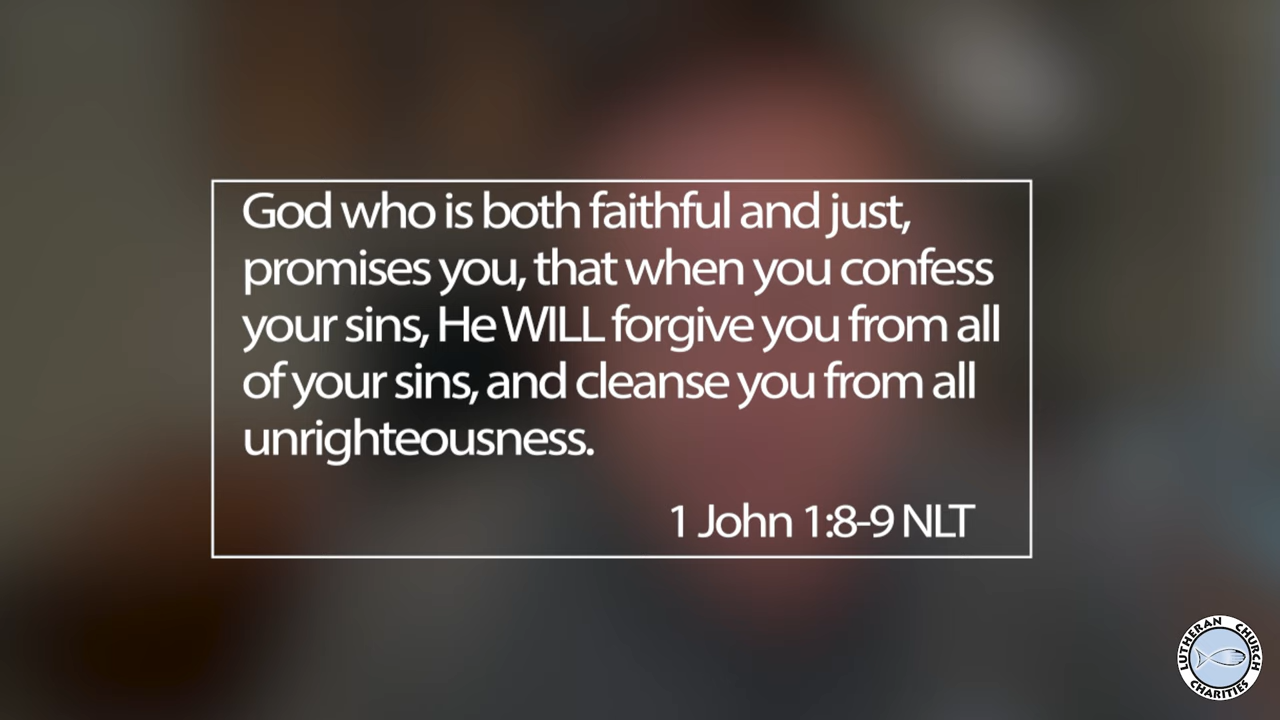 God who is both faithful and just,
promises you, that when you confess
your sins, He WILL forgive you from all
of your sins, and cleanse you from all
unrighteousness.
1 John 1:8-9 NLT
LUTHERAN CHURCH
CHARITIES